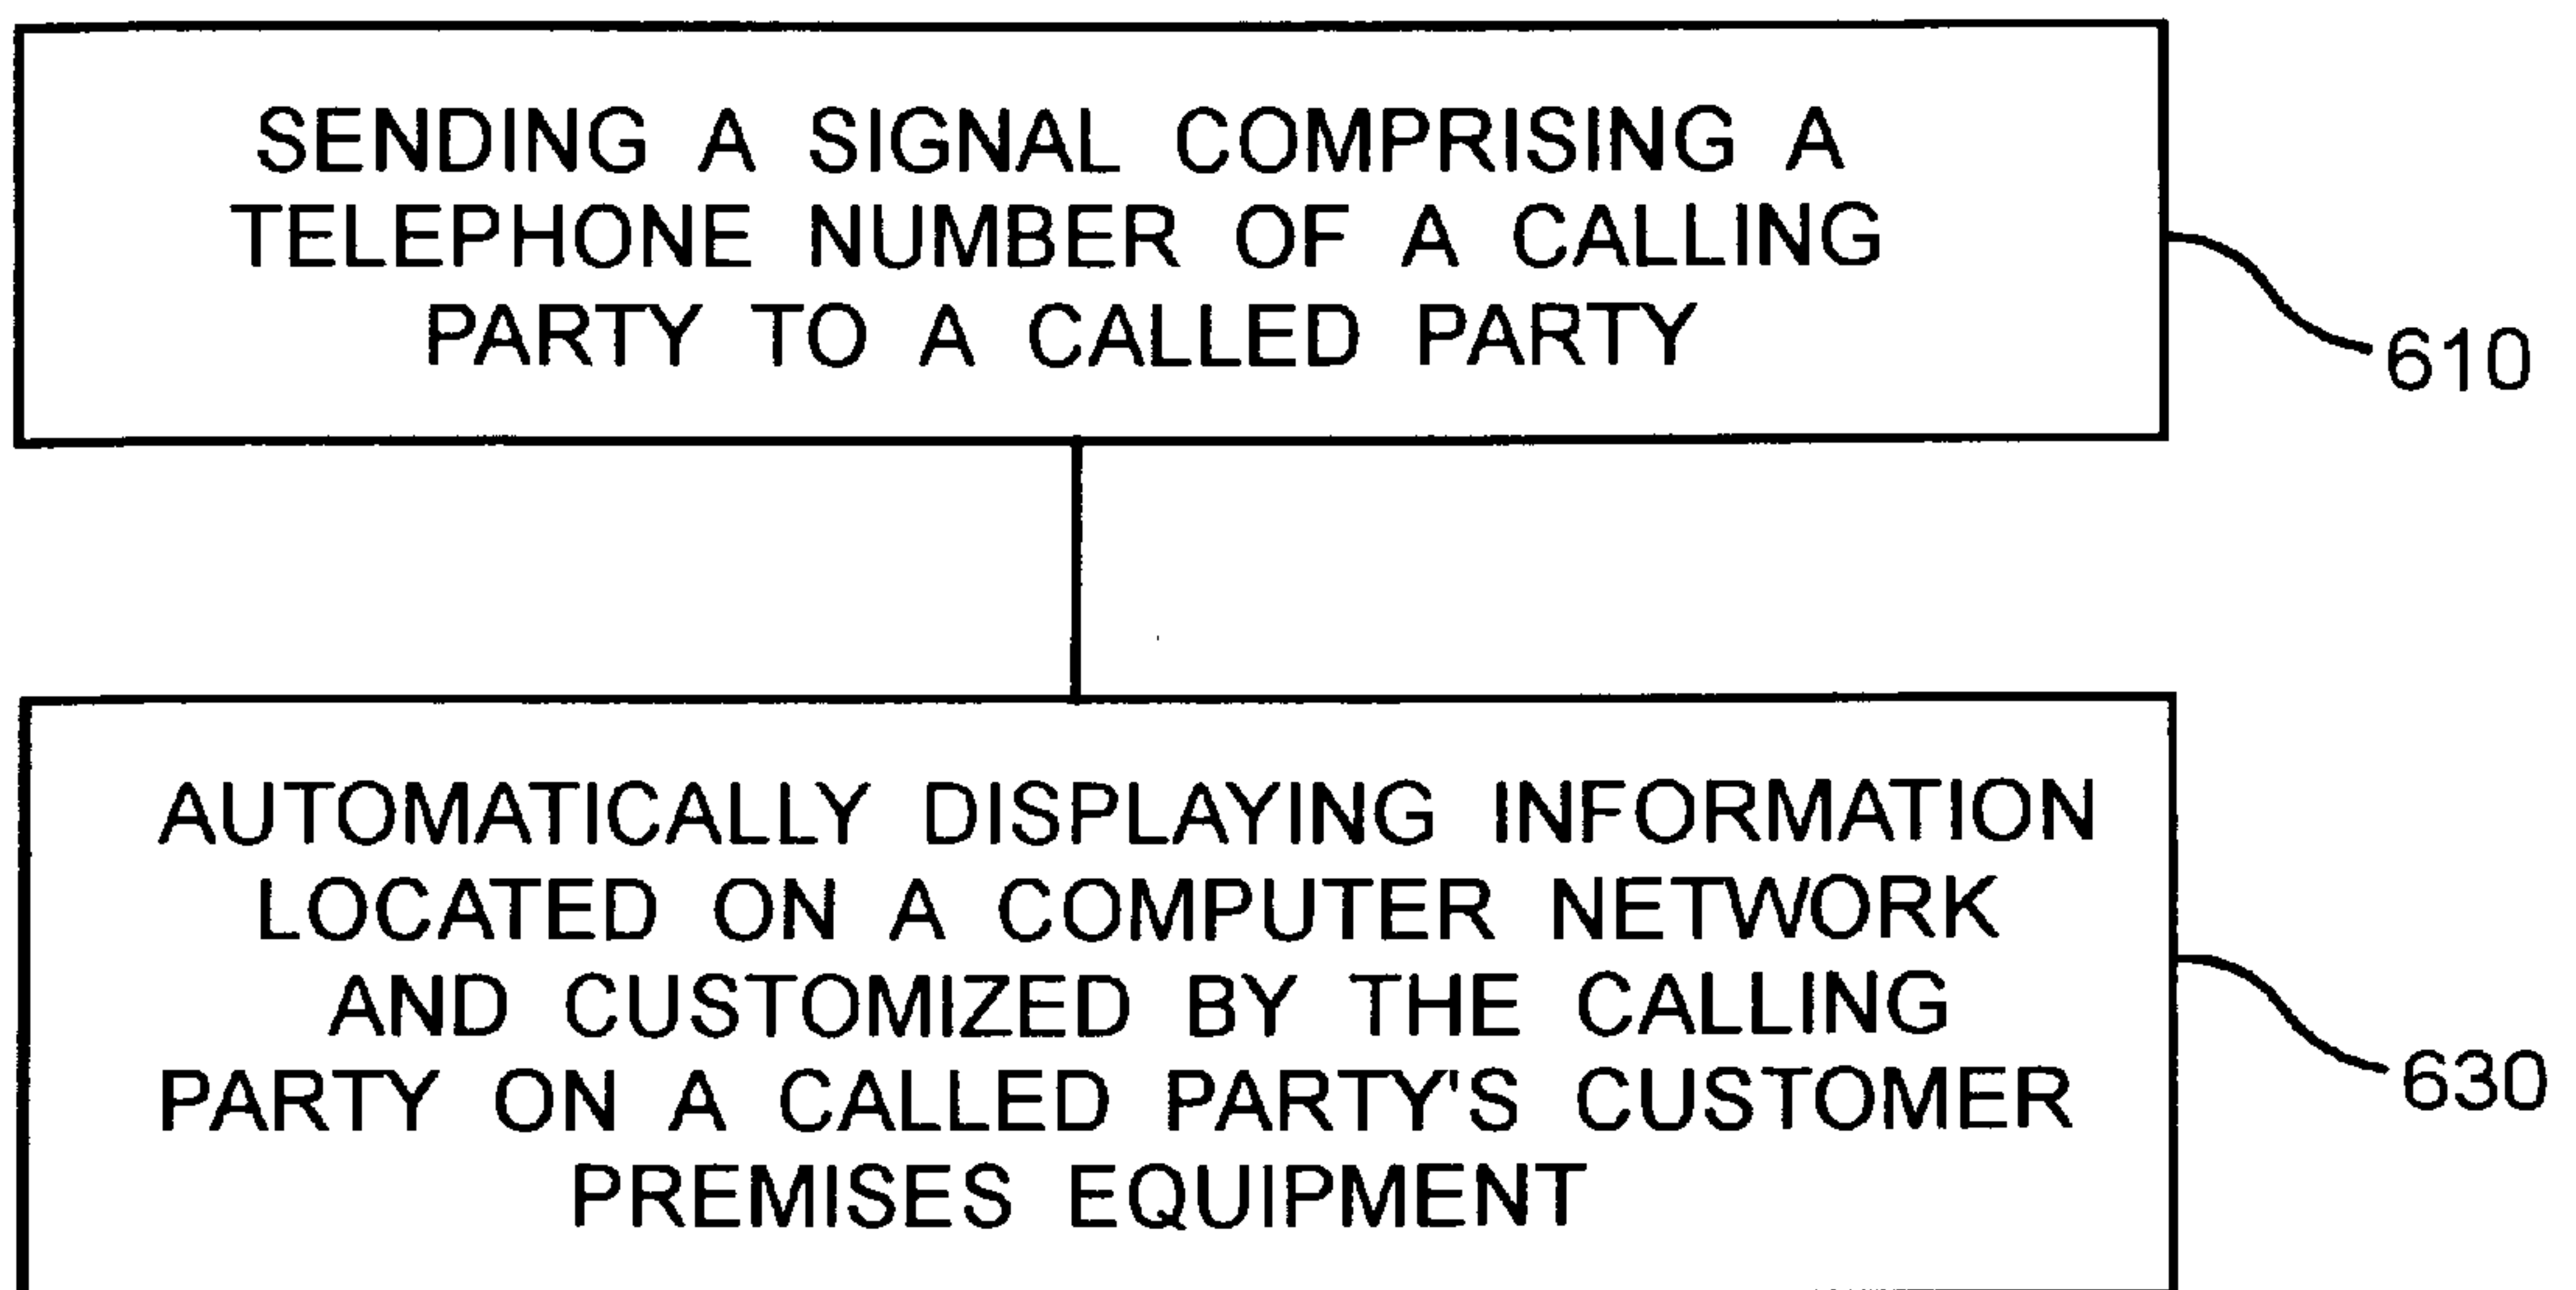 SENDING A SIGNAL COMPRISING A
TELEPHONE NUMBER OF A CALLING
PARTY TO A CALLED PARTY
610
AUTOMATICALLY DISPLAYING INFORMATION
LOCATED ON A COMPUTER NETWORK
AND CUSTOMIZED BY THE CALLING
PARTY ON A CALLED PARTY'S CUSTOMER
PREMISES EQUIPMENT
630